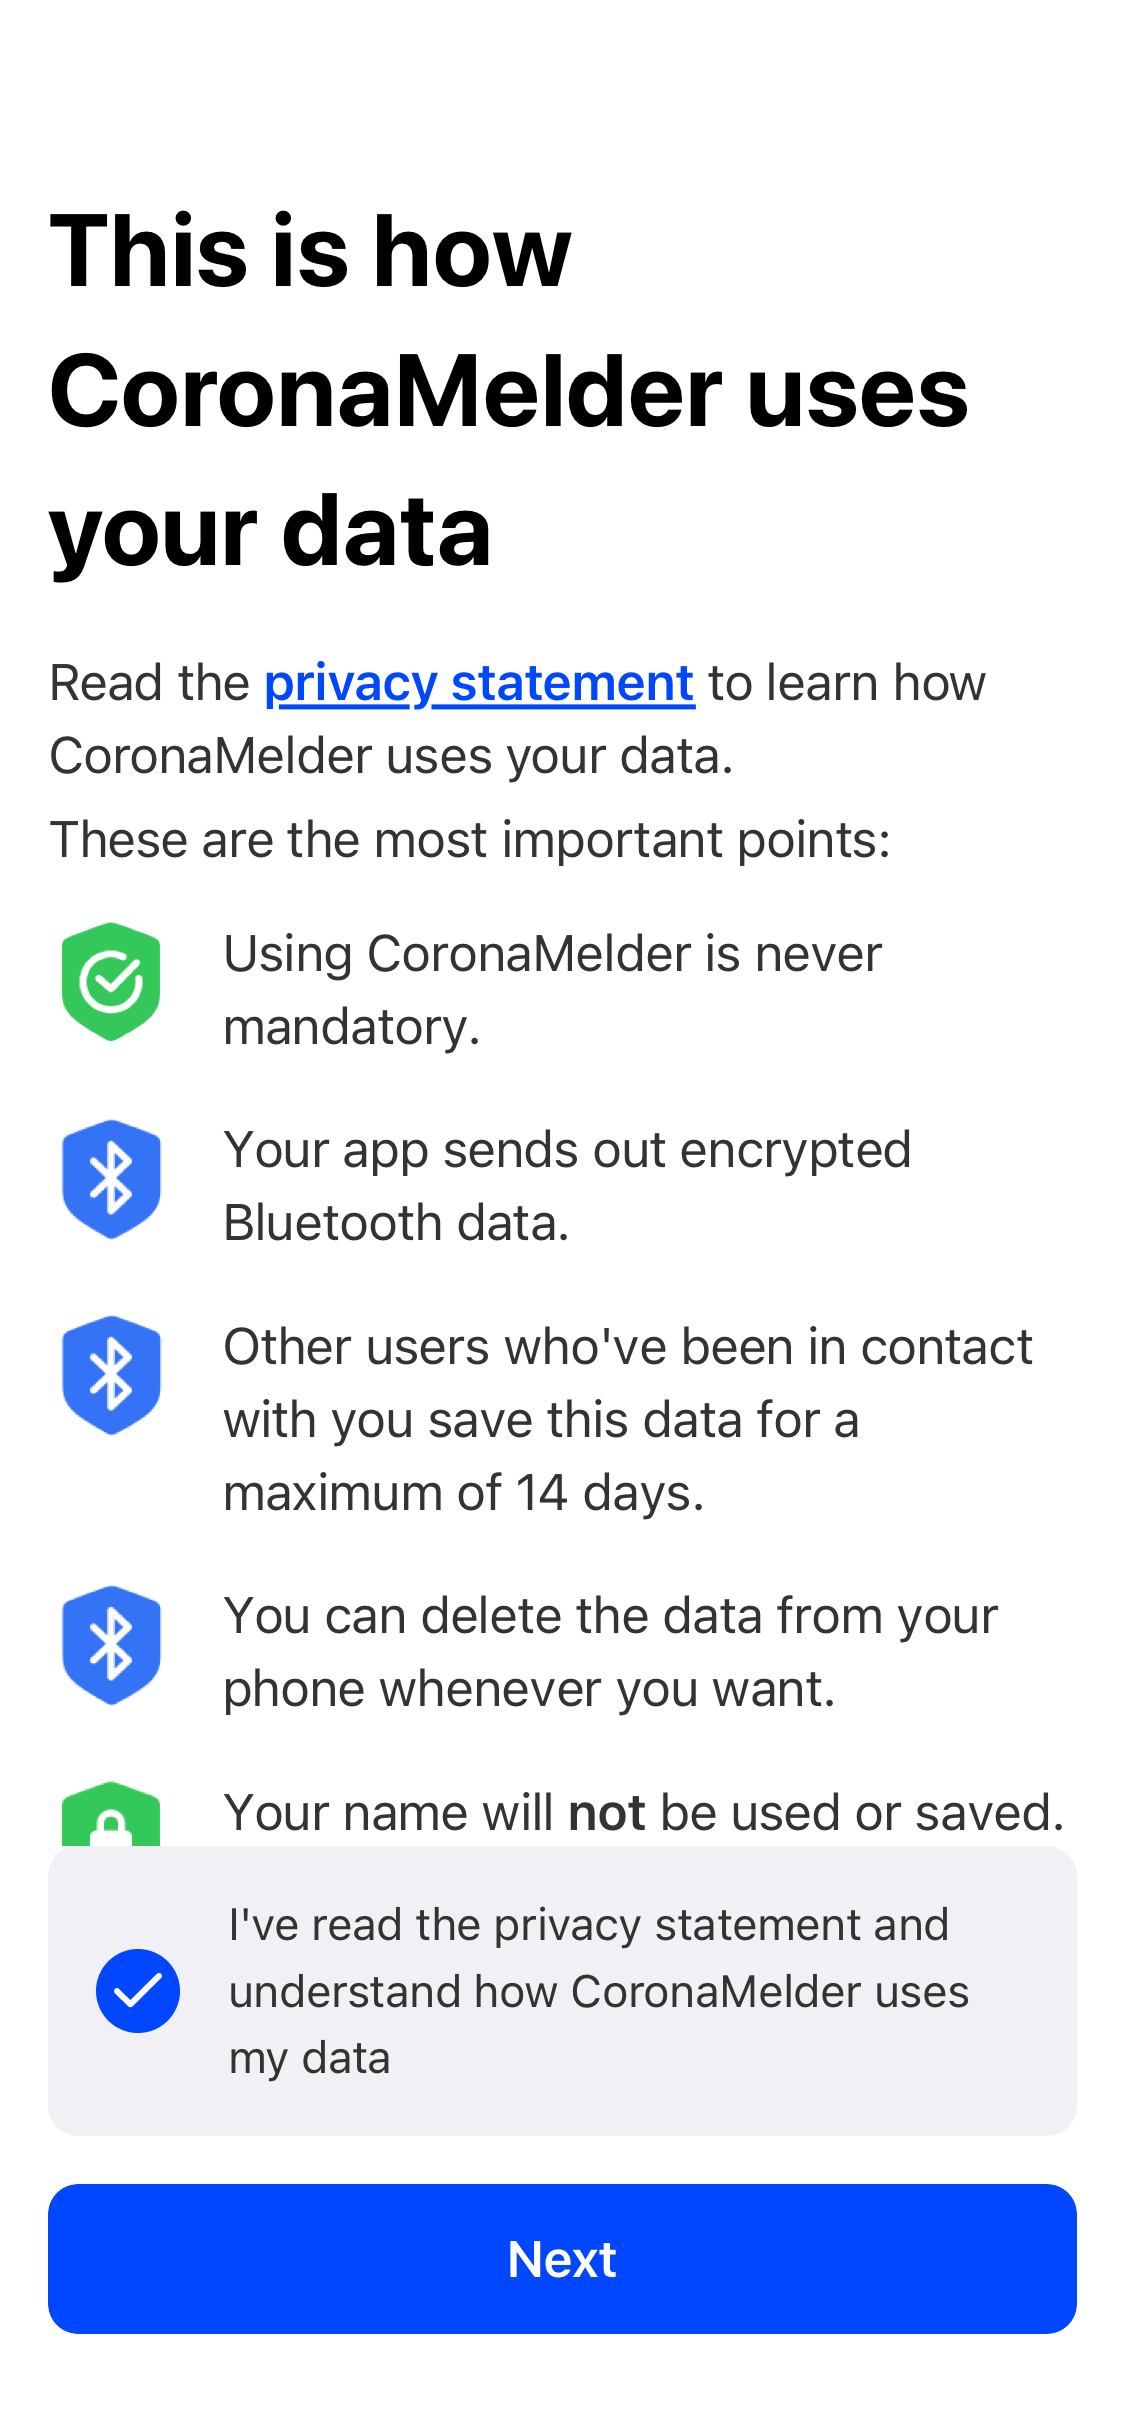 This is how
CoronaMelder uses
your data
Read the privacy statement to learn how
CoronaMelder uses your data.
These are the most important points:
Using CoronaMelder is never
mandatory.
Your app sends out encrypted
Bluetooth data.
Other users who've been in contact
with you save this data for a
maximum of 14 days.
You can delete the data from your
phone whenever you want.
Your name will not be used or saved.
I've read the privacy statement and
understand how CoronaMelder uses
my data
Next